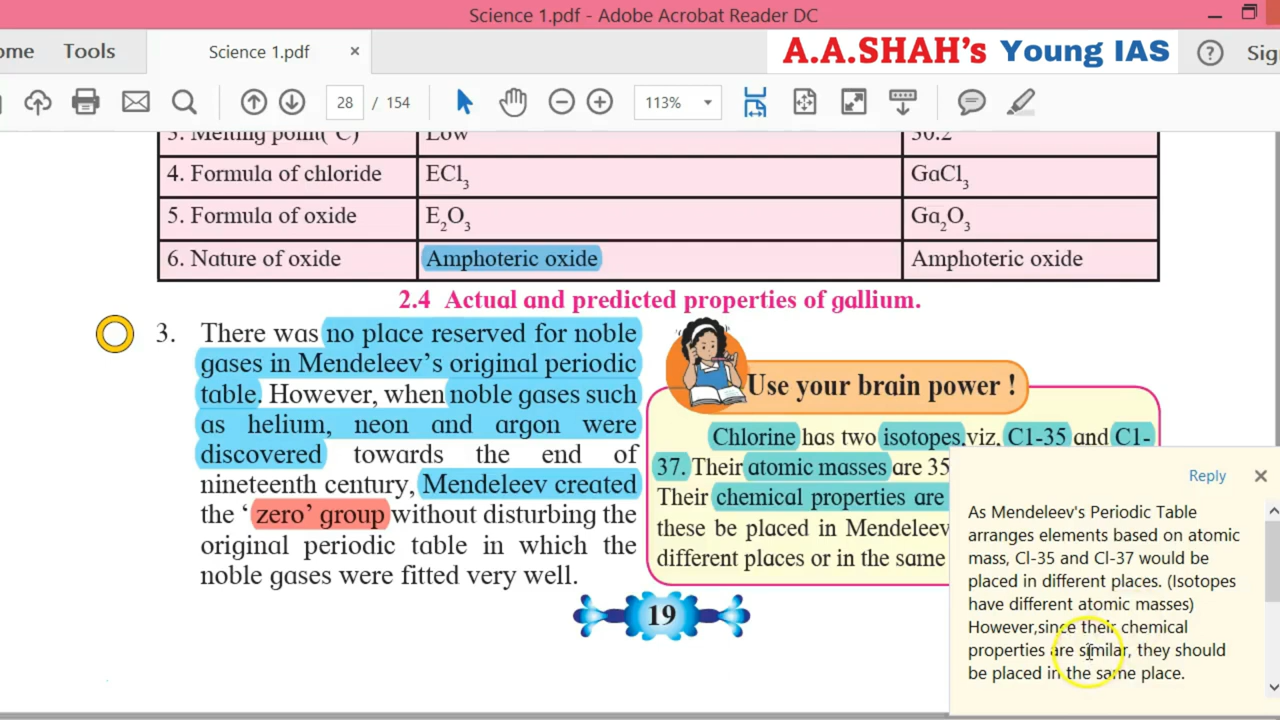 Science 1.pdf - Adobe Acrobat Reader DC
ome Tools Science 1.pdf ×
A.A.SHAH's Young IAS ? Sig
28 / 154 113%
3. Melting point(°C) Low 30.2
4. Formula of chloride ECl3 GaCl3
5. Formula of oxide E2O3 Ga2O3
6. Nature of oxide Amphoteric oxide Amphoteric oxide
2.4 Actual and predicted properties of gallium.
3. There was no place reserved for noble
gases in Mendeleev's original periodic
table. However, when noble gases such
as helium, neon and argon were
discovered towards the end of
nineteenth century, Mendeleev created
the ‘ zero’ group without disturbing the
original periodic table in which the
noble gases were fitted very well.
Use your brain power !
Chlorine has two isotopes,viz, C1-35 and C1-
37. Their atomic masses are 35
Their chemical properties are
these be placed in Mendeleev
different places or in the same
Reply ×
As Mendeleev's Periodic Table
arranges elements based on atomic
mass, Cl-35 and Cl-37 would be
placed in different places. (Isotopes
have different atomic masses)
However,since their chemical
properties are similar, they should
be placed in the same place.
19